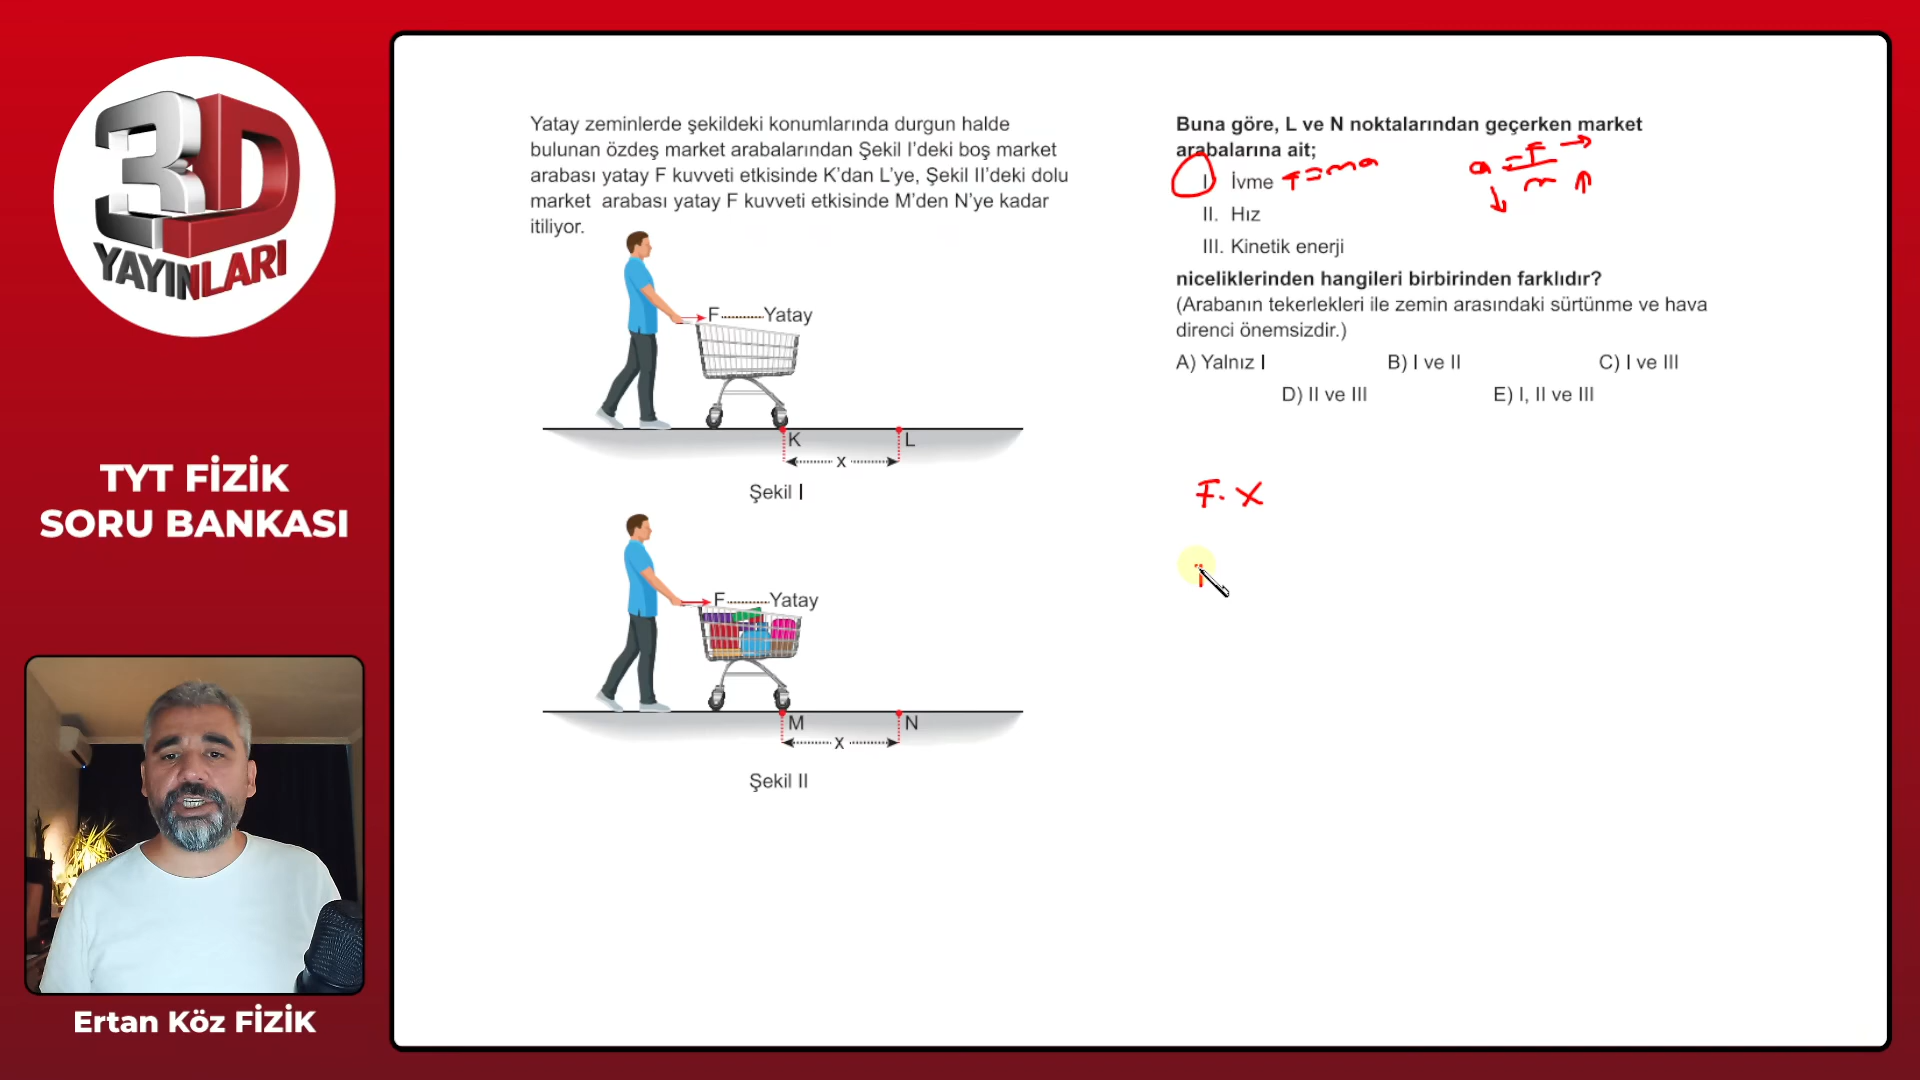 3D
YAYINLARI
TYT FİZİK
SORU BANKASI
Ertan Köz FİZİK
Yatay zeminlerde şekildeki konumlarında durgun halde
bulunan özdeş market arabalarından Şekil I'deki boş market
arabası yatay F kuvveti etkisinde K'dan L'ye, Şekil II'deki dolu
market arabası yatay F kuvveti etkisinde M'den N'ye kadar
itiliyor.
F Yatay
K L
x
Şekil I
F Yatay
M N
x
Şekil II
Buna göre, L ve N noktalarından geçerken market
arabalarına ait;
I. İvme F=ma a=F/m
II. Hız
III. Kinetik enerji
niceliklerinden hangileri birbirinden farklıdır?
(Arabanın tekerlekleri ile zemin arasındaki sürtünme ve hava
direnci önemsizdir.)
A) Yalnız I B) I ve II C) I ve III
D) II ve III E) I, II ve III
F. X